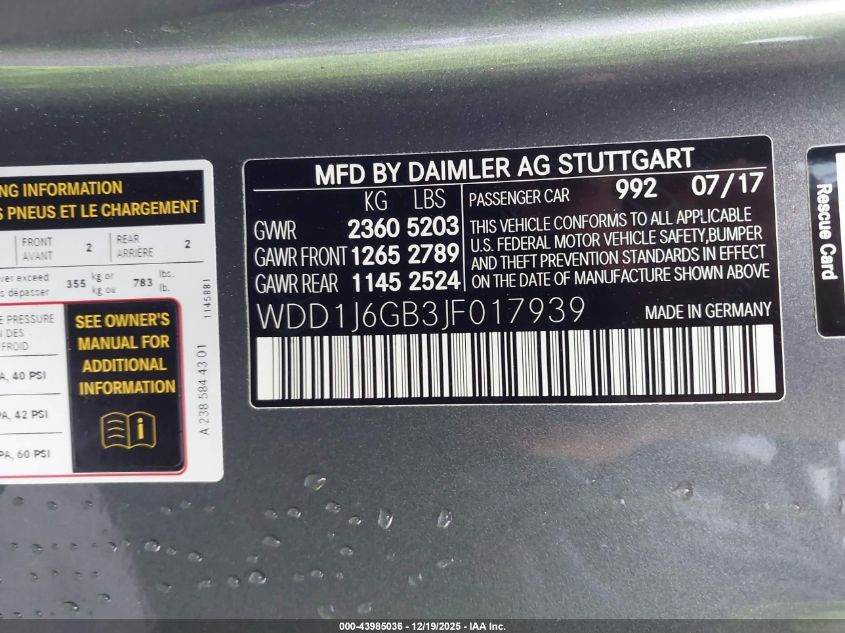 NG INFORMATION
S PNEUS ET LE CHARGEMENT
FRONT
AVANT
2
REAR
ARRIÈRE
2
ver exceed
s dépasser
355
kg or
kg ou
783
lbs.
lb.
1145881
E PRESSURE
N DES
FROID
A, 40 PSI
PA, 42 PSI
PA, 60 PSI
SEE OWNER'S
MANUAL FOR
ADDITIONAL
INFORMATION
A 238 584 43 01
MFD BY DAIMLER AG STUTTGART
KG LBS
GVWR 2360 5203
GAWR FRONT 1265 2789
GAWR REAR 1145 2524
PASSENGER CAR 992 07/17
THIS VEHICLE CONFORMS TO ALL APPLICABLE
U.S. FEDERAL MOTOR VEHICLE SAFETY,BUMPER
AND THEFT PREVENTION STANDARDS IN EFFECT
ON THE DATE OF MANUFACTURE SHOWN ABOVE
WDD1J6GB3JF017939
Rescue Card
000-43985036 - 12/19/2025 - IAA Inc.